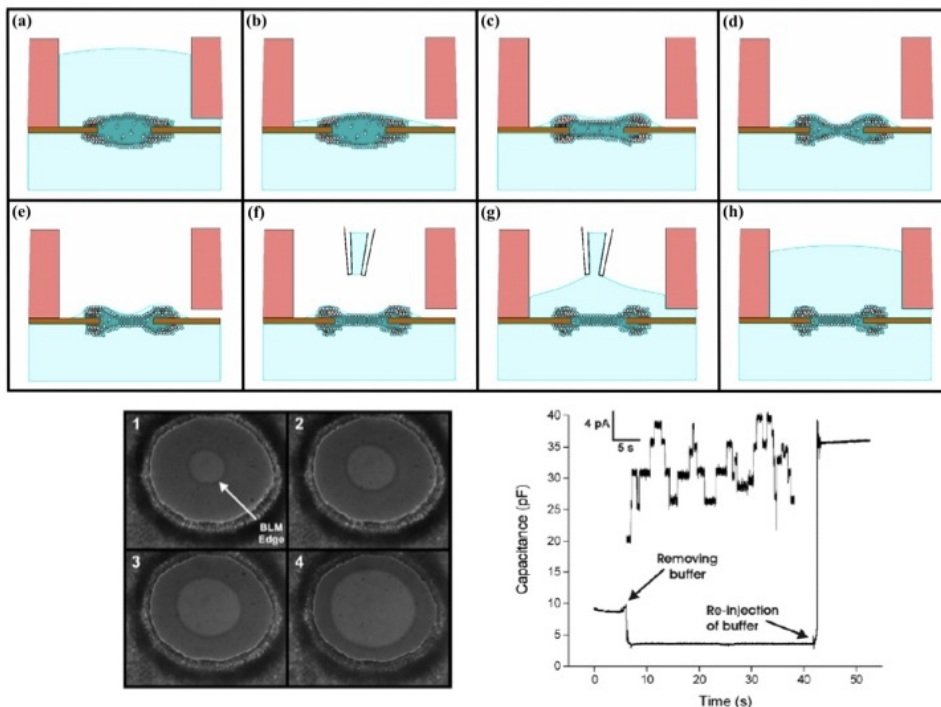 (a) (b) (c) (d)
(e) (f) (g) (h)
1 2
BLM
Edge
3 4
40
35
30
25
20
15
10
5
0
Capacitance (pF)
4 pA
5 s
Removing
buffer
Re-injection
of buffer
0 10 20 30 40 50
Time (s)